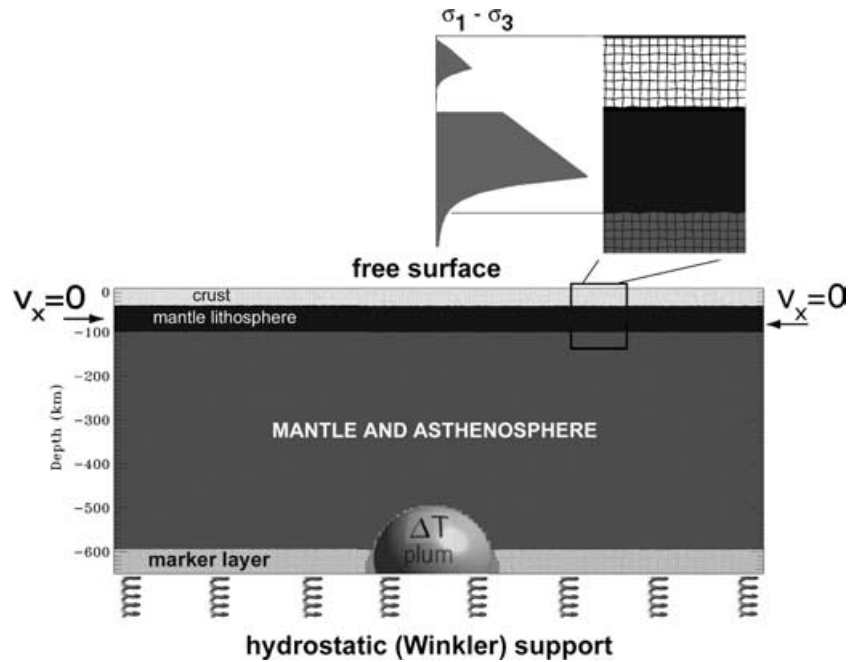 σ1 - σ3
free surface
vx=0
vx=0
crust
mantle lithosphere
0
-100
-200
-300
-400
-500
-600
Depth (km)
MANTLE AND ASTHENOSPHERE
ΔT
plum
marker layer
hydrostatic (Winkler) support